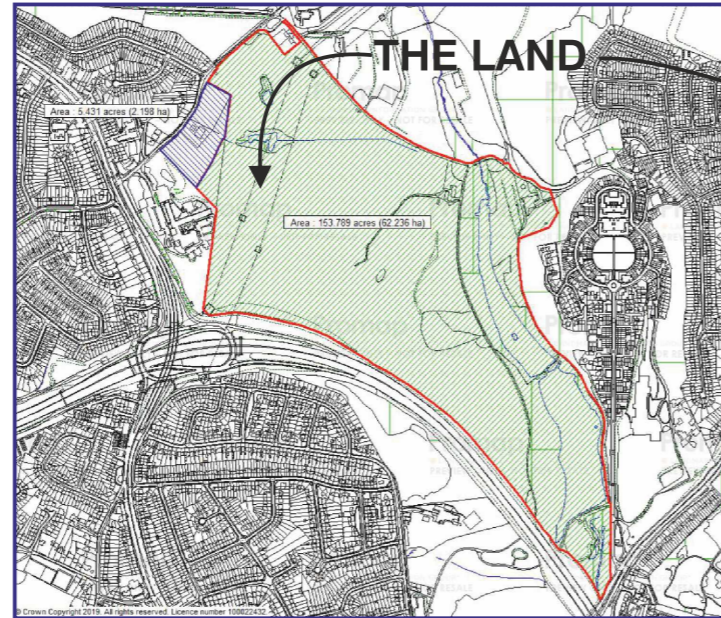 THE LAND
Area : 5.431 acres (2.198 ha)
Area : 153.789 acres (62.236 ha)
© Crown Copyright 2019. All rights reserved. Licence number 100022432